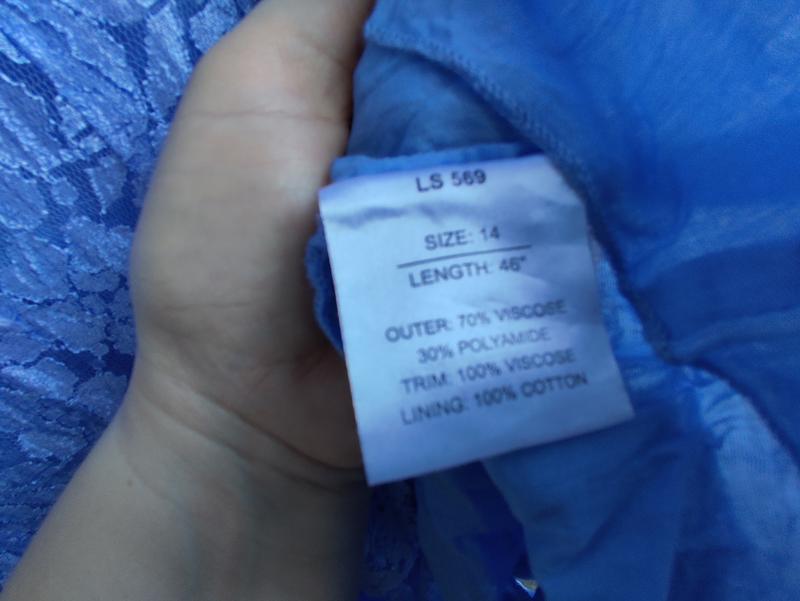 LS 569
SIZE: 14
LENGTH: 46"
OUTER: 70% VISCOSE
30% POLYAMIDE
TRIM: 100% VISCOSE
LINING: 100% COTTON